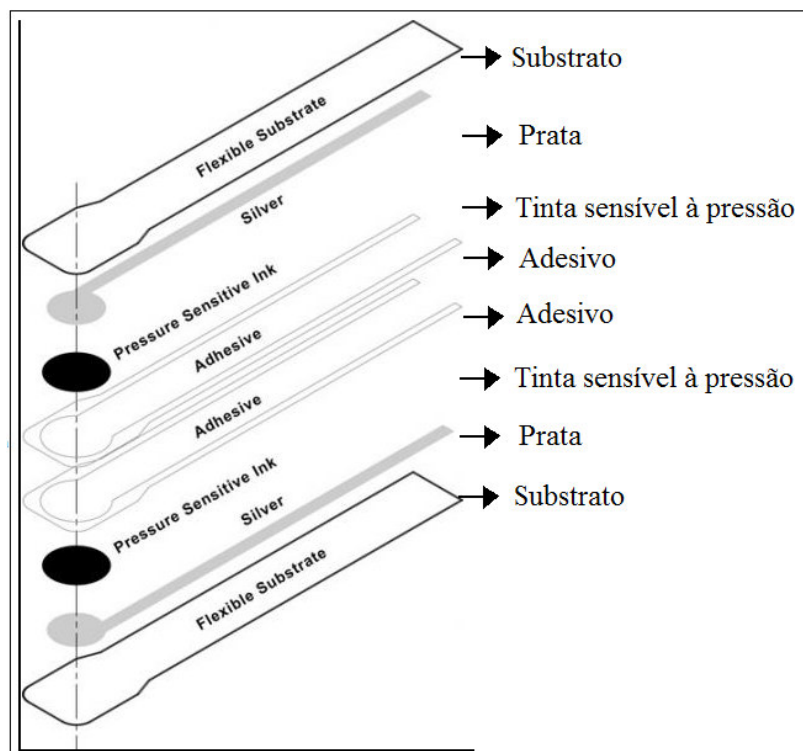 Flexible Substrate
Substrato
Silver
Prata
Pressure Sensitive Ink
Tinta sensível à pressão
Adhesive
Adesivo
Adhesive
Adesivo
Pressure Sensitive Ink
Tinta sensível à pressão
Silver
Prata
Flexible Substrate
Substrato